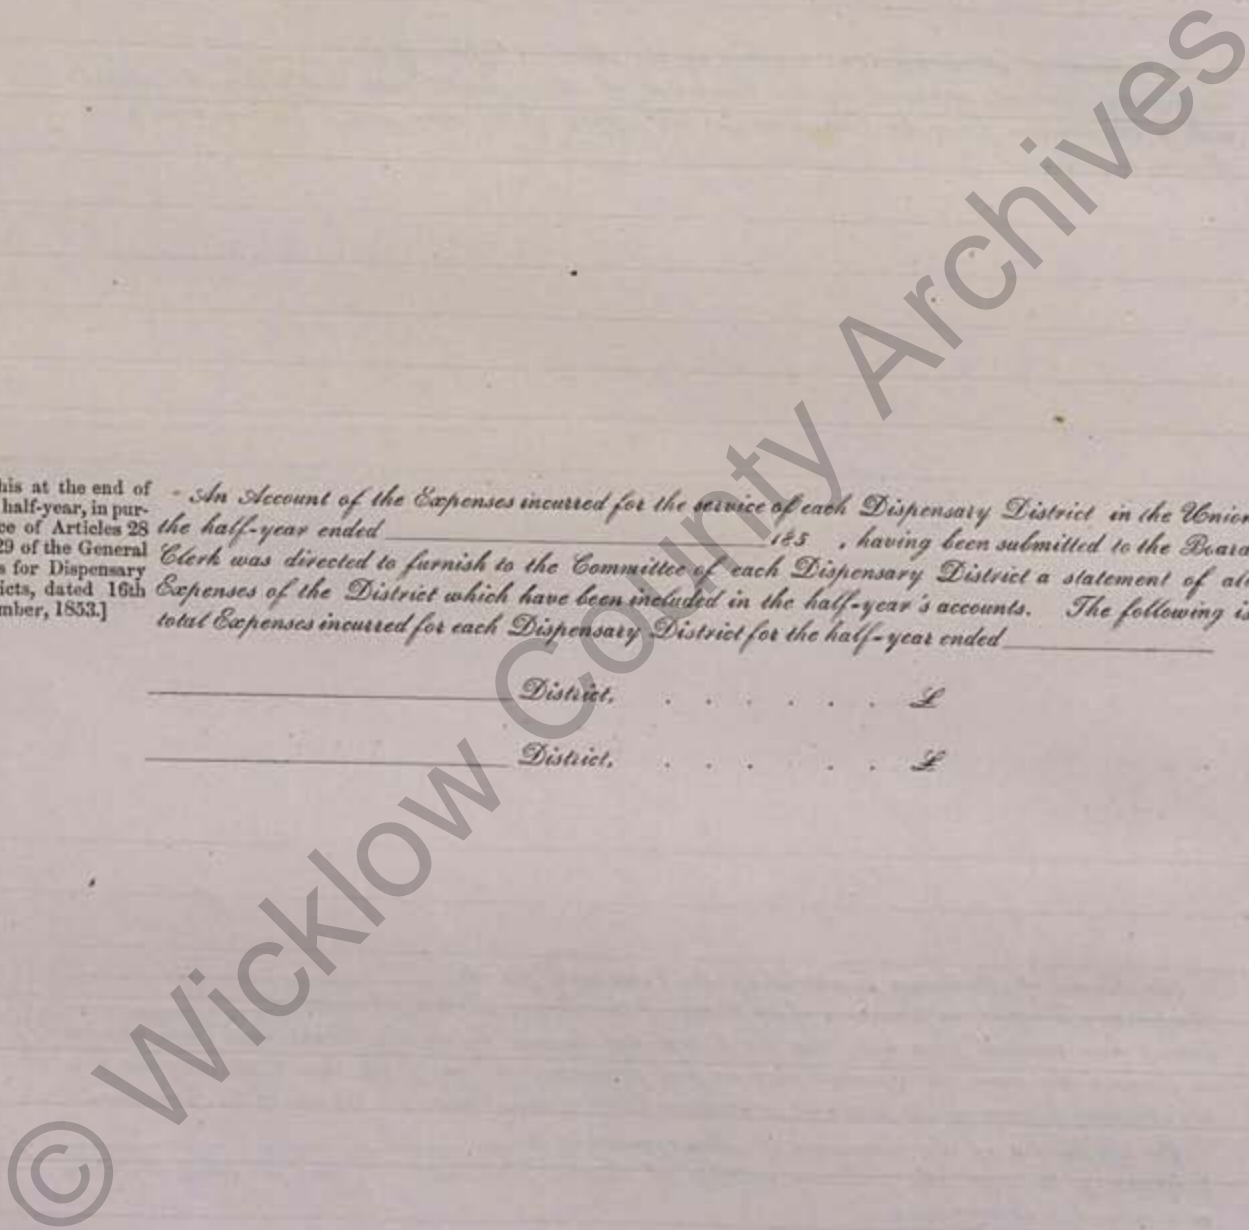 his at the end of
half-year, in pur-
ce of Articles 28
29 of the General
s for Dispensary
icts, dated 16th
mber, 1853.]
- An Account of the Expenses incurred for the service of each Dispensary District in the Union
the half-year ended 185 , having been submitted to the Board
Clerk was directed to furnish to the Committee of each Dispensary District a statement of all
Expenses of the District which have been included in the half-year's accounts. The following is
total Expenses incurred for each Dispensary District for the half-year ended
District, . . . . . . £
District, . . . . . £
© Wicklow County Archives